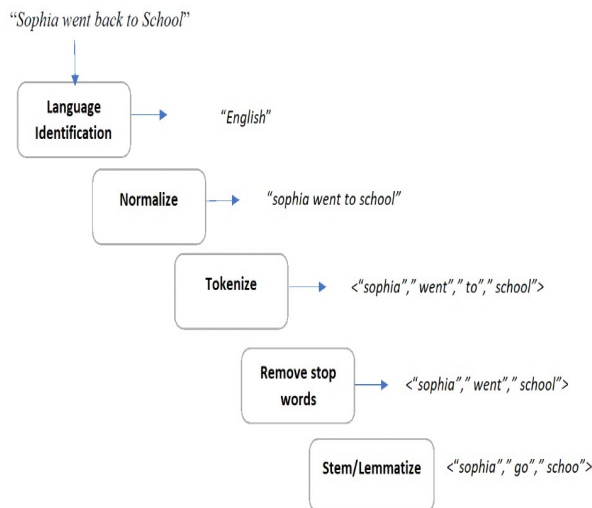 “Sophia went back to School”
Language
Identification
“English”
Normalize
“sophia went to school”
Tokenize
<“sophia”,” went”,” to”,” school”>
Remove stop
words
<“sophia”,” went”,” school”>
Stem/Lemmatize
<“sophia”,” go”,” schoo”>